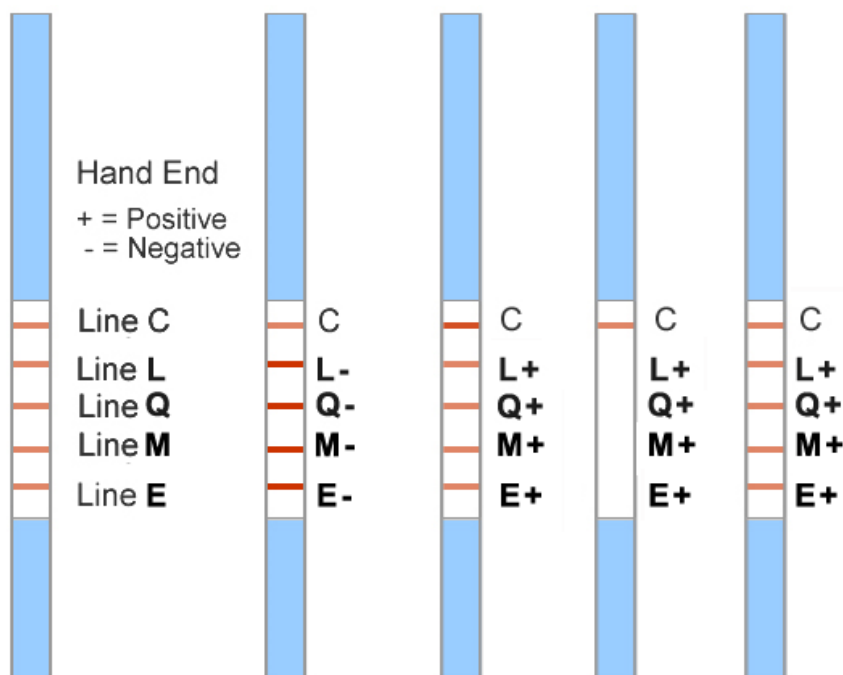 Hand End
+ = Positive
- = Negative
Line C C C C C
Line L L- L+ L+ L+
Line Q Q- Q+ Q+ Q+
Line M M- M+ M+ M+
Line E E- E+ E+ E+